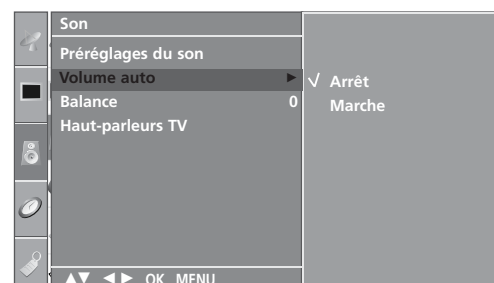 Son
Préréglages du son
Volume auto ►
Balance 0
Haut-parleurs TV
√ Arrêt
Marche
▲▼ ◄► OK MENU